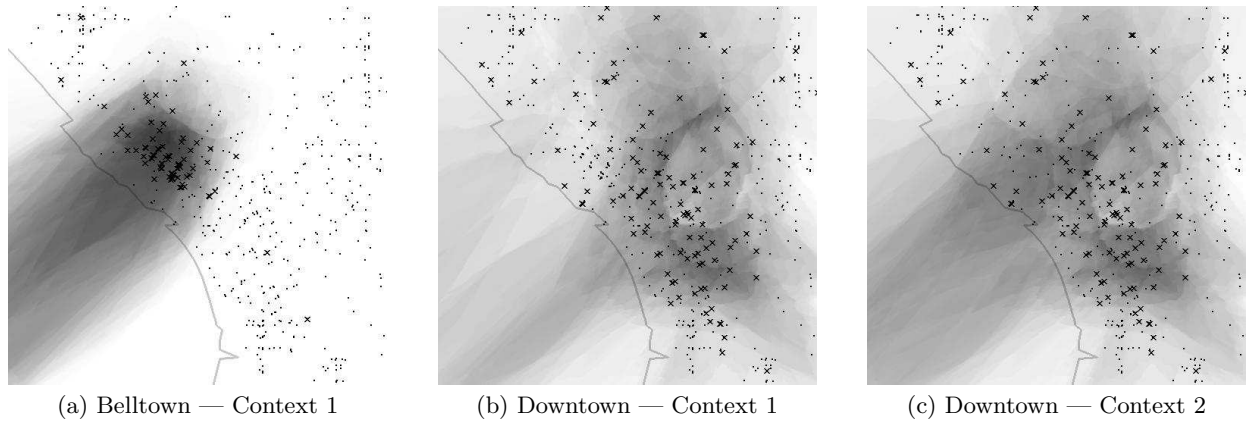 (a) Belltown — Context 1
(b) Downtown — Context 1
(c) Downtown — Context 2